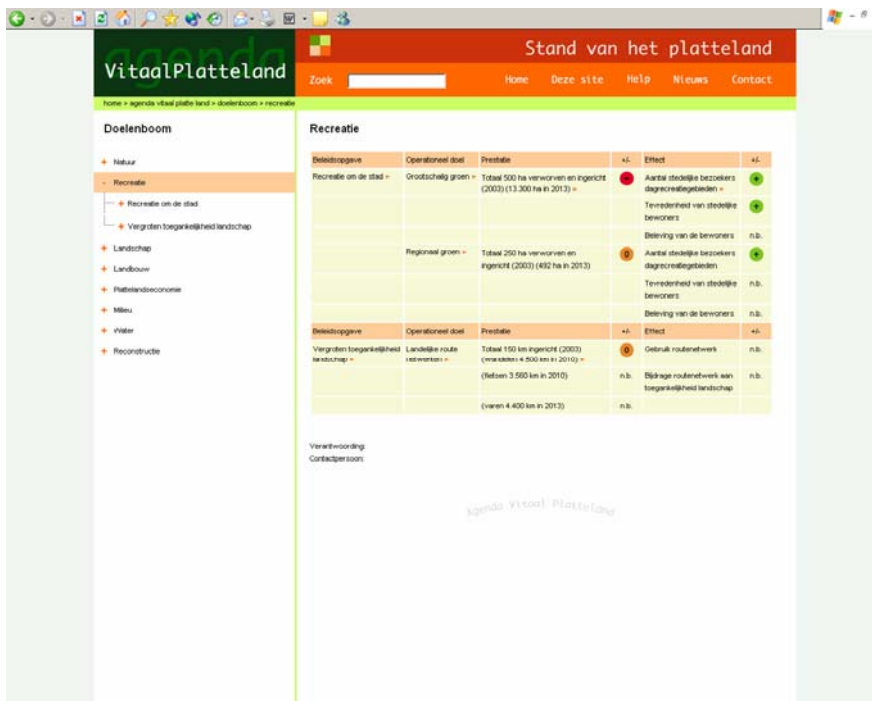 agenda
VitaalPlatteland
Stand van het platteland
Zoek
Home Deze site Help Nieuws Contact
home > agenda vitaal platte land > doelenboom > recreatie
Doelenboom
+ Natuur
- Recreatie
+ Recreatie om de stad
+ Vergroten toegankelijkheid landschap
+ Landschap
+ Landbouw
+ Plattelandseconomie
+ Milieu
+ Water
+ Reconstructie
Recreatie
Beleidsopgave Operationeel doel Prestatie +/- Effect +/-
Recreatie om de stad Grootschalig groen Totaal 500 ha verworven en ingericht - Aantal stedelijke bezoekers +
(2003) (13.300 ha in 2013) dagrecreatiegebieden
Tevredenheid van stedelijke +
bewoners
Beleving van de bewoners n.b.
Regionaal groen Totaal 250 ha verworven en 0 Aantal stedelijke bezoekers +
ingericht (2003) (492 ha in 2013) dagrecreatiegebieden
Tevredenheid van stedelijke n.b.
bewoners
Beleving van de bewoners n.b.
Beleidsopgave Operationeel doel Prestatie +/- Effect +/-
Vergroten toegankelijkheid Landelijke route Totaal 150 km ingericht (2003) 0 Gebruik routenetwerk n.b.
landschap netwerken (wandelen 4.500 km in 2010)
(fietsen 3.560 km in 2010) n.b. Bijdrage routenetwerk aan n.b.
toegankelijkheid landschap
(varen 4.400 km in 2013) n.b.
Verantwoording:
Contactpersoon:
Agenda Vitaal Platteland